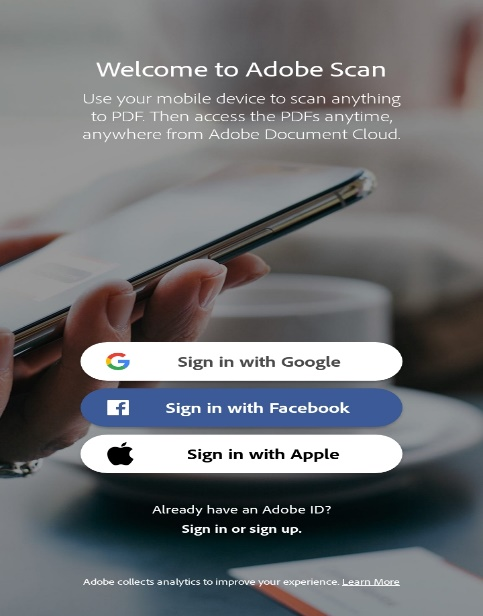 Welcome to Adobe Scan
Use your mobile device to scan anything
to PDF. Then access the PDFs anytime,
anywhere from Adobe Document Cloud.
Sign in with Google
Sign in with Facebook
Sign in with Apple
Already have an Adobe ID?
Sign in or sign up.
Adobe collects analytics to improve your experience. Learn More